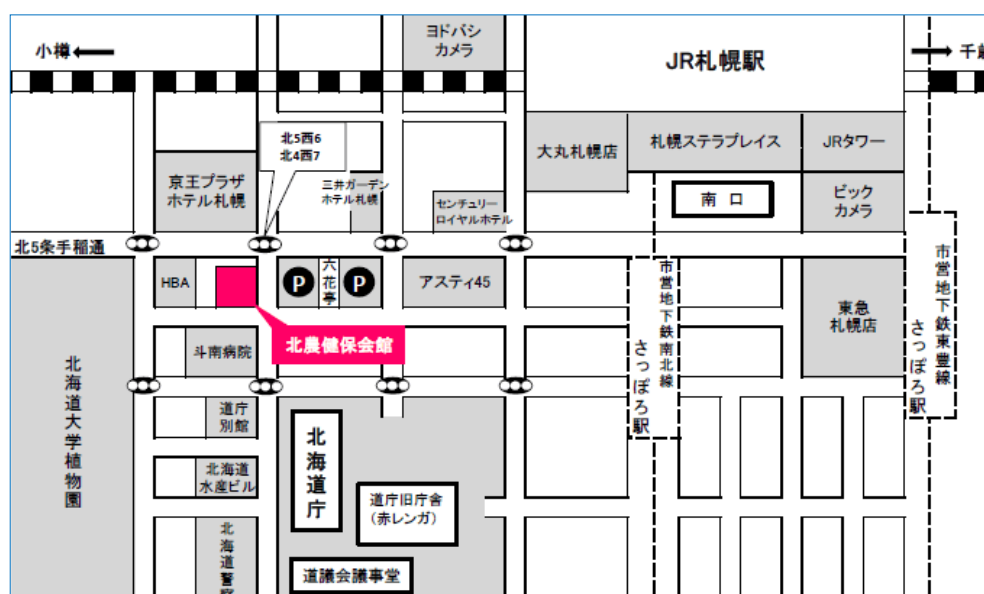 ヨドバシ
カメラ
小樽
JR札幌駅
千歳
北5西6
北4西7
大丸札幌店
札幌ステラプレイス
JRタワー
京王プラザ
ホテル札幌
三井ガーデン
ホテル札幌
センチュリー
ロイヤルホテル
南口
ビック
カメラ
北5条手稲通
HBA
P
六花亭
P
アスティ45
市営地下鉄南北線
さっぽろ駅
東急
札幌店
市営地下鉄東豊線
さっぽろ駅
北農健保会館
斗南病院
北海道大学植物園
道庁
別館
北海道庁
北海道
水産ビル
道庁旧庁舎
(赤レンガ)
北海道警察
道議会議事堂